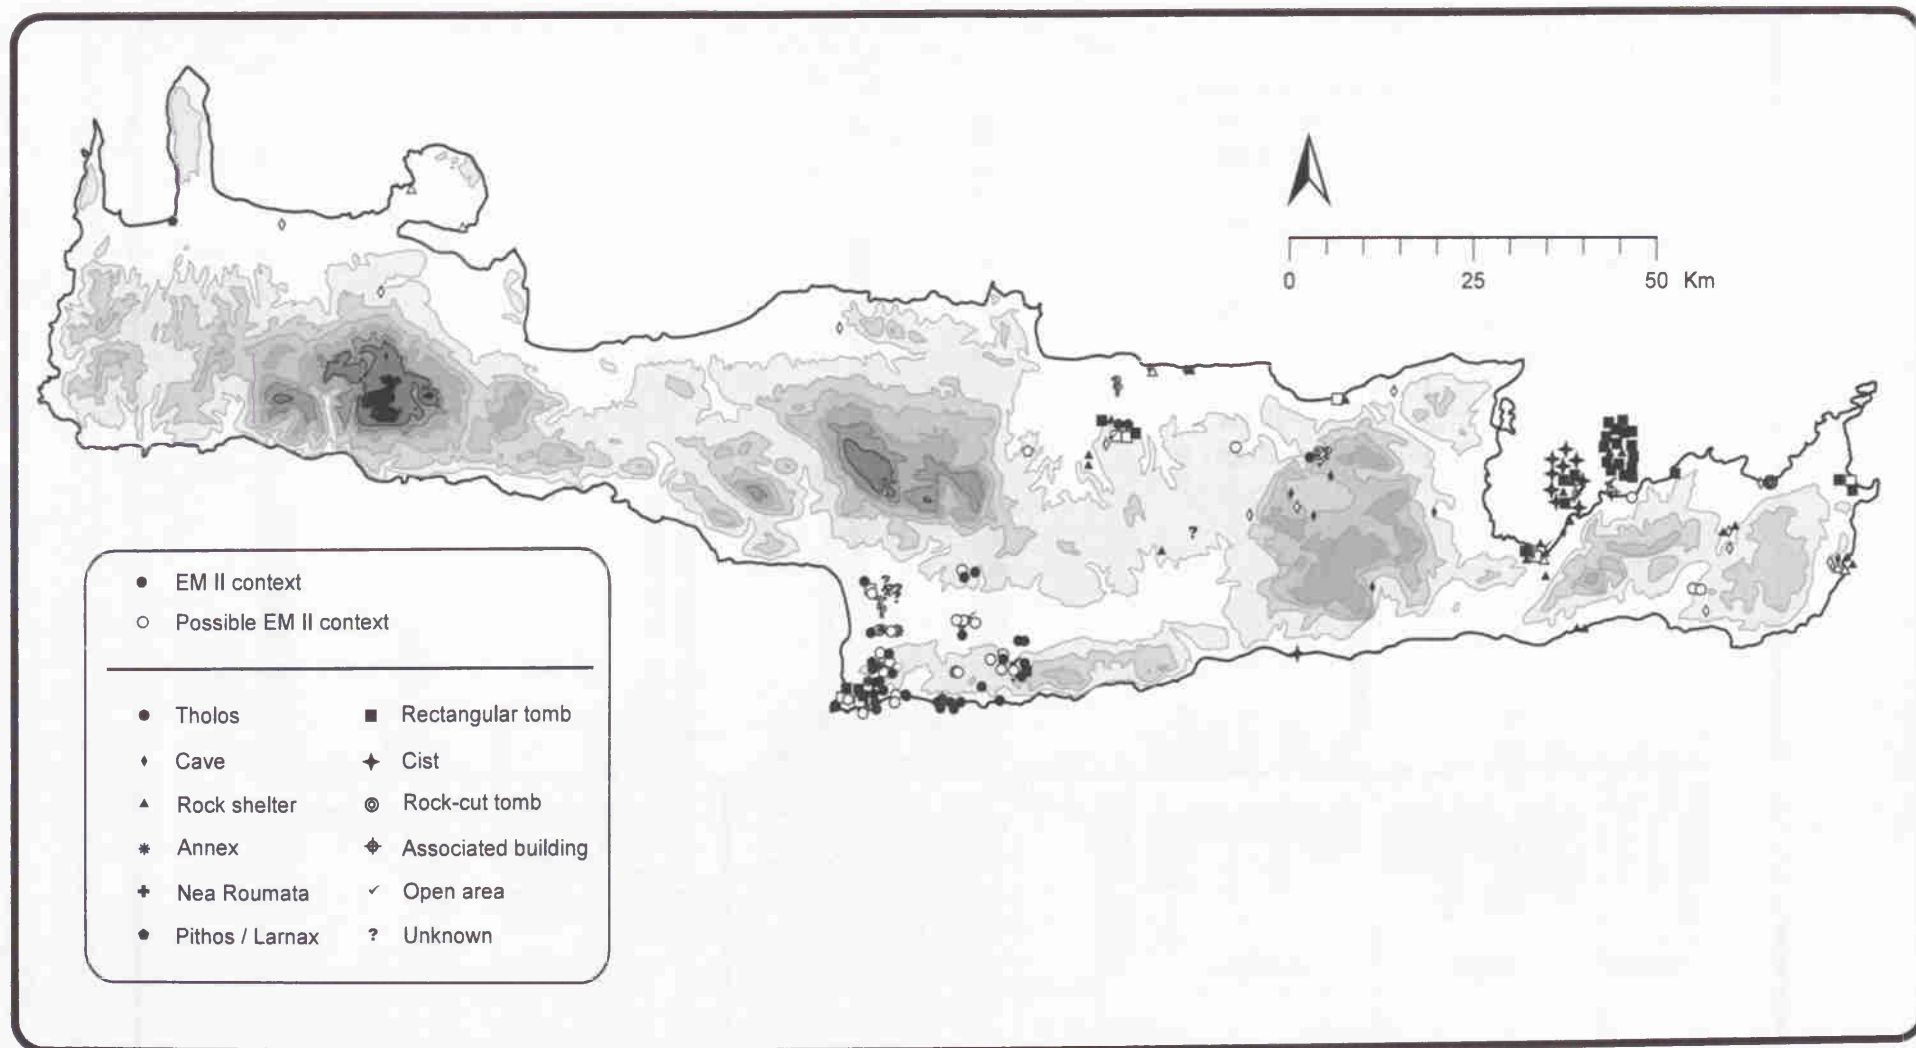 0 25 50 Km
EM II context
Possible EM II context
Tholos
Rectangular tomb
Cave
Cist
Rock shelter
Rock-cut tomb
Annex
Associated building
Nea Roumata
Open area
Pithos / Larnax
? Unknown